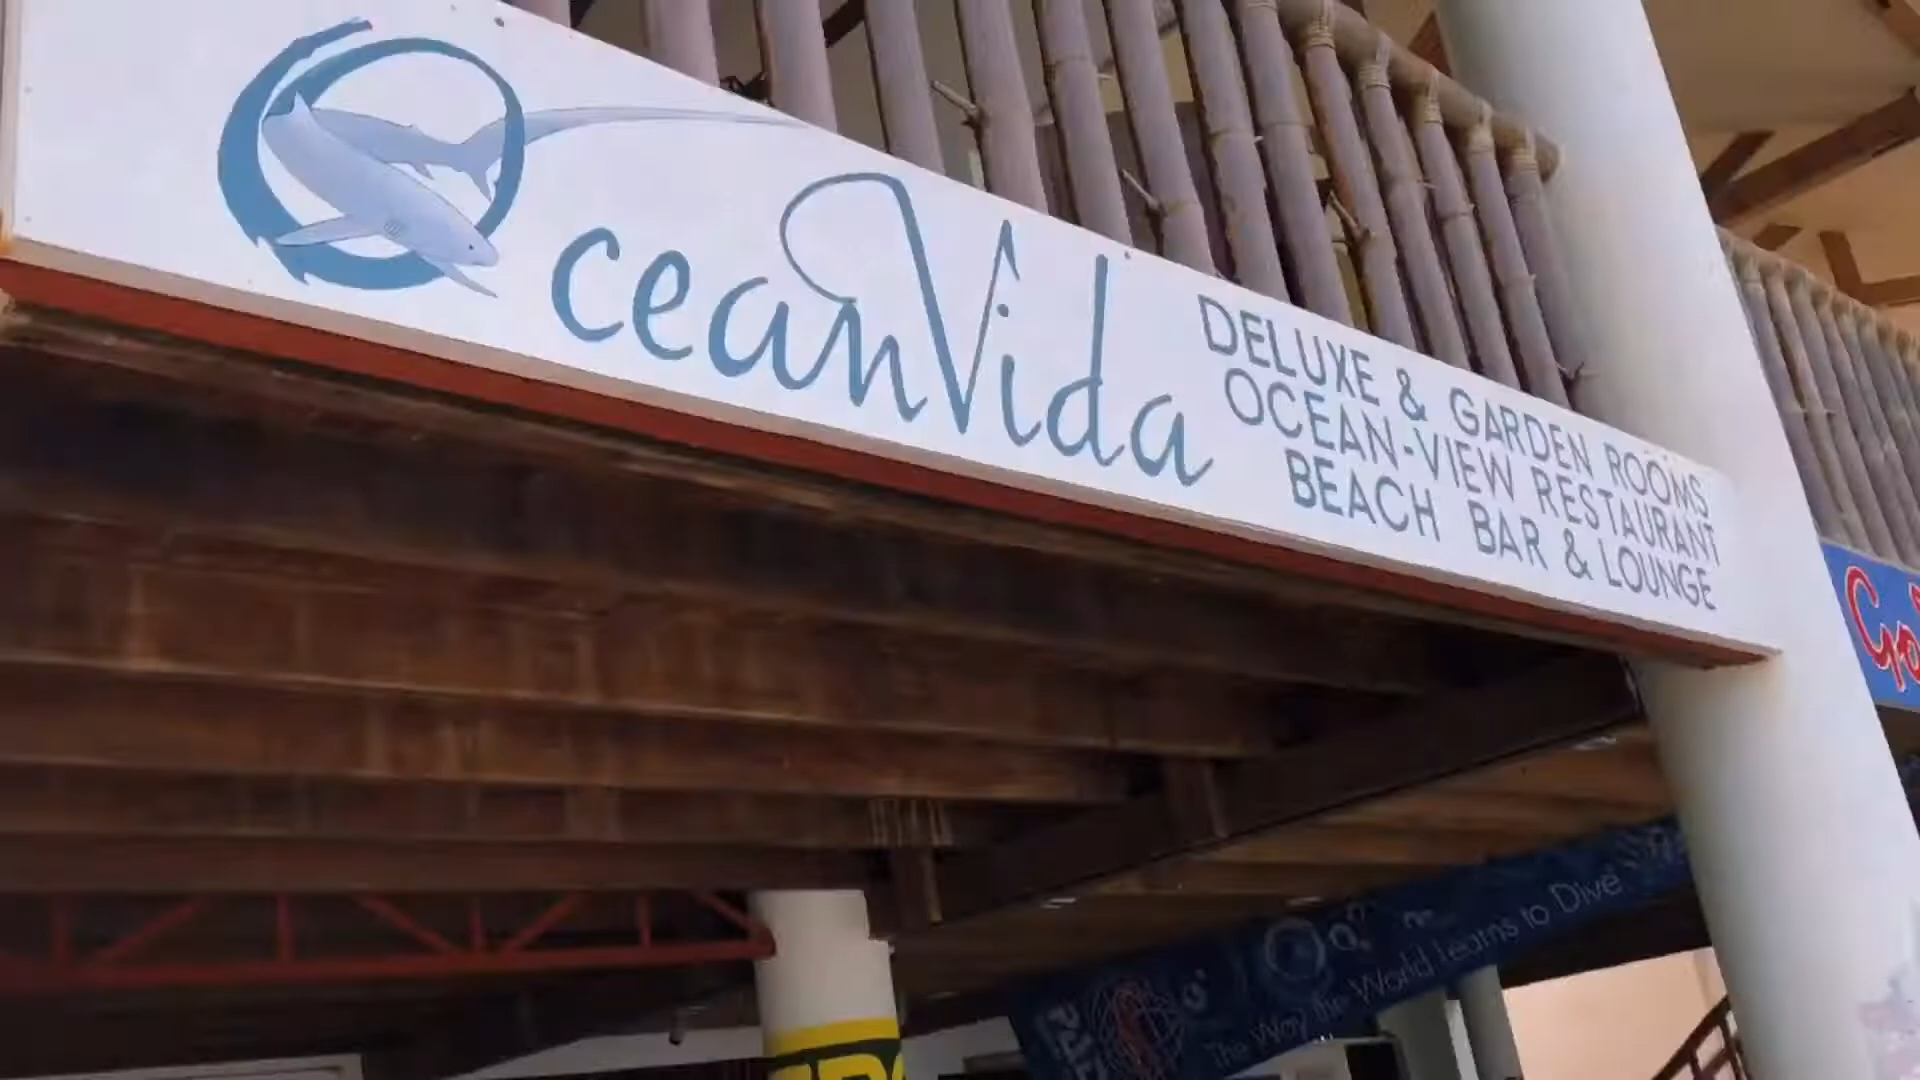 OceanVida
DELUXE & GARDEN ROOMS
OCEAN-VIEW RESTAURANT
BEACH BAR & LOUNGE
The Way the World Learns to Dive